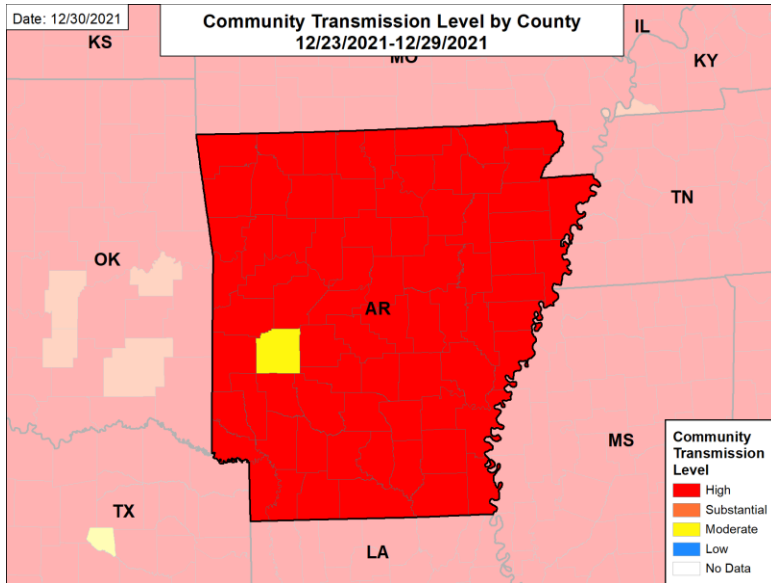 Date: 12/30/2021
Community Transmission Level by County
12/23/2021-12/29/2021
KS
MO
IL
KY
OK
AR
TN
TX
LA
MS
Community
Transmission
Level
High
Substantial
Moderate
Low
No Data